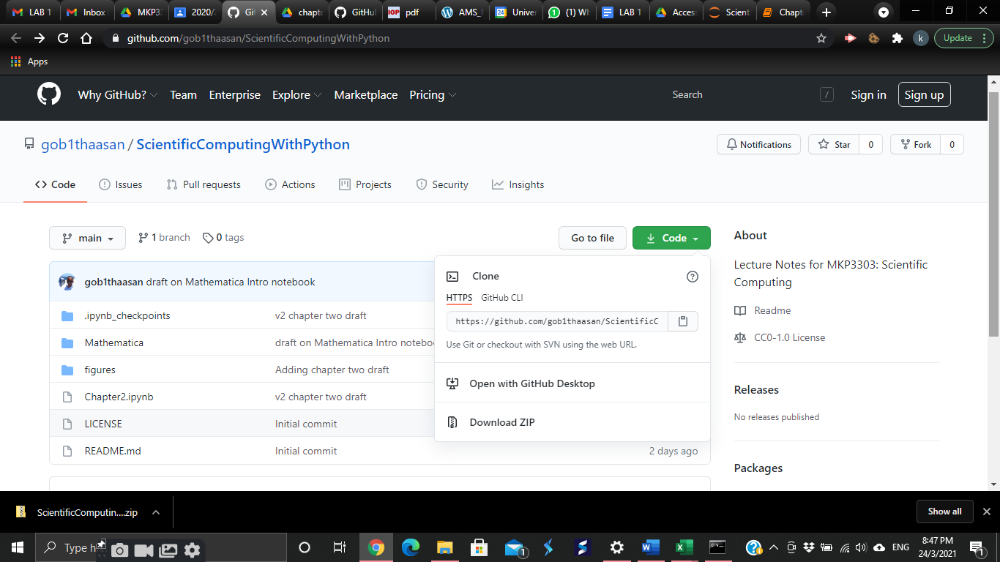 LAB 1 Inbox MKP3 2020/ Gi chapte GitHu IOP pdf AMS_ 24 Univer (1) Wh LAB 1 Access Scient Chapt
github.com/gob1thaasan/ScientificComputingWithPython k Update
Apps
Why GitHub? Team Enterprise Explore Marketplace Pricing Search / Sign in Sign up
gob1thaasan / ScientificComputingWithPython Notifications Star 0 Fork 0
Code Issues Pull requests Actions Projects Security Insights
main 1 branch 0 tags Go to file Code
About
Lecture Notes for MKP3303: Scientific
Computing
Readme
CC0-1.0 License
Releases
No releases published
Packages
gob1thaasan draft on Mathematica Intro notebook
.ipynb_checkpoints v2 chapter two draft
Mathematica draft on Mathematica Intro notebo
figures Adding chapter two draft
Chapter2.ipynb v2 chapter two draft
LICENSE Initial commit
README.md Initial commit 2 days ago
Clone
HTTPS GitHub CLI
https://github.com/gob1thaasan/ScientificC
Use Git or checkout with SVN using the web URL.
Open with GitHub Desktop
Download ZIP
ScientificComputin....zip Show all
Type h 1 ENG 8:47 PM
24/3/2021 1